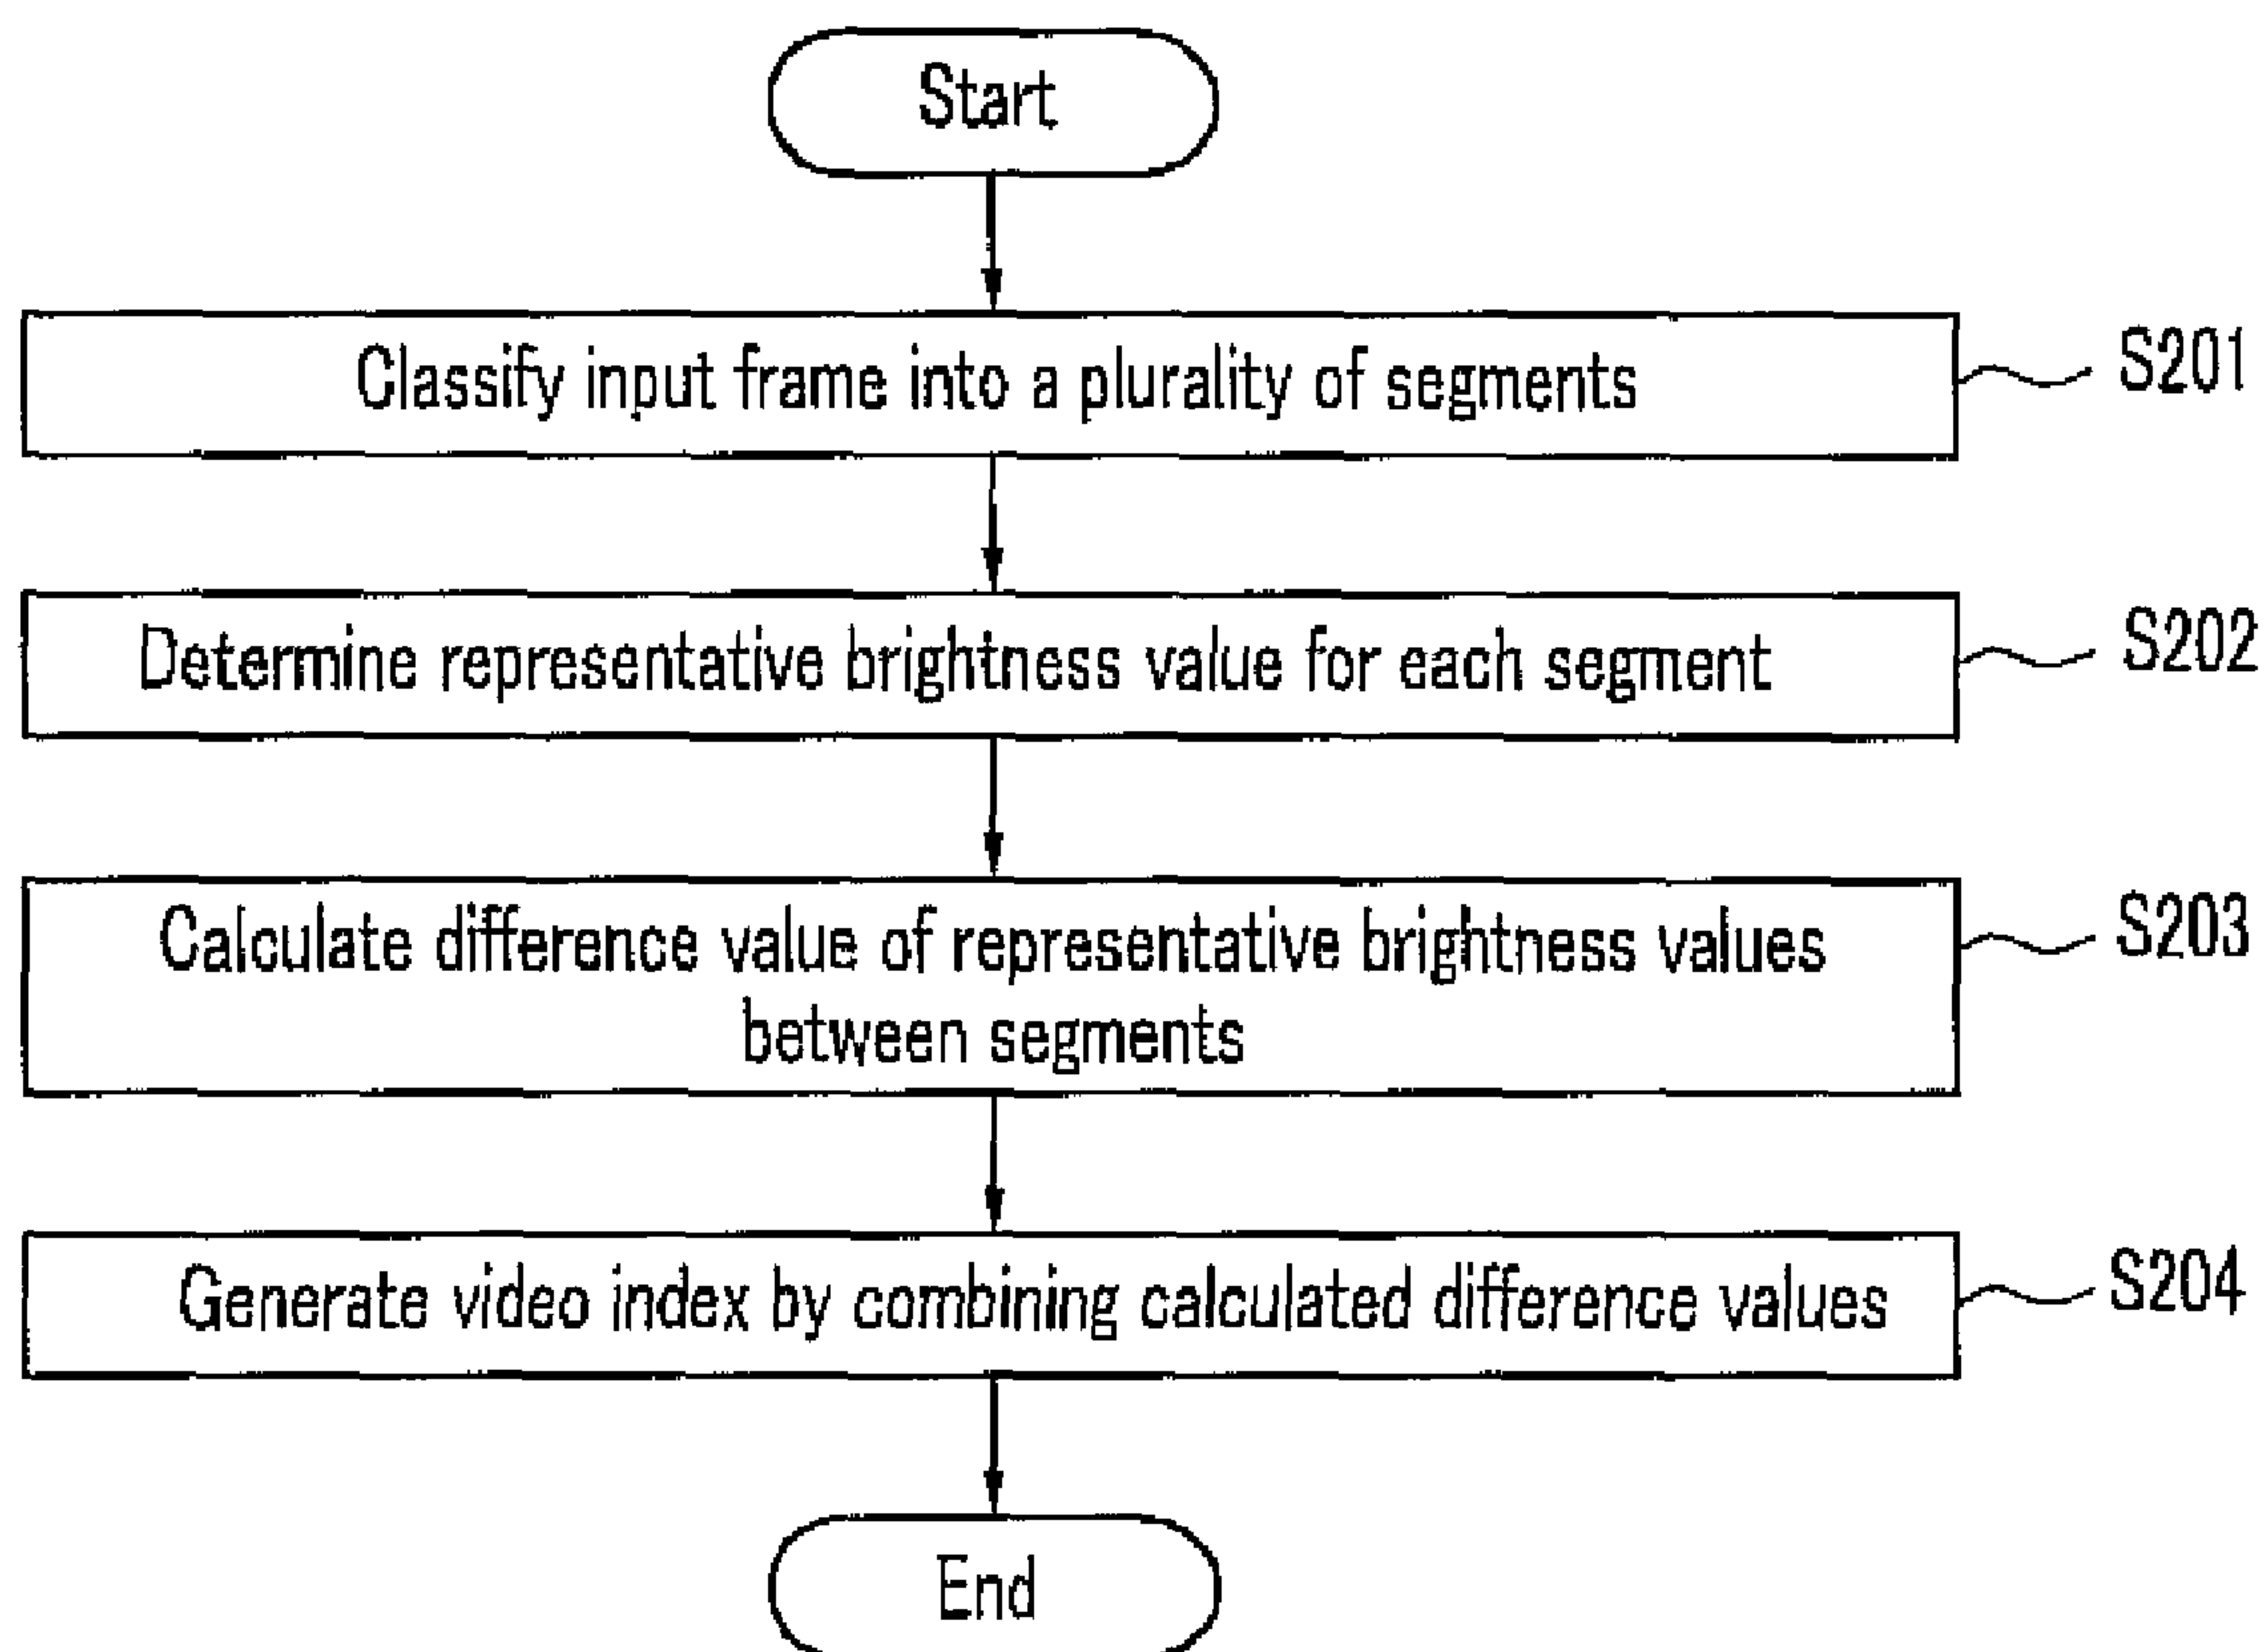 Start
Classify input frame into a plurality of segments
S201
Determine representative brightness value for each segment
S202
Calculate difference value of representative brightness values
between segments
S203
Generate video index by combining calculated difference values
S204
End